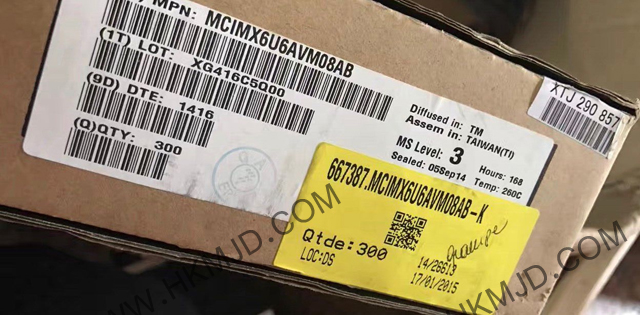 MPN: MCIMX6U6AVM08AB
(1T) LOT: XG416C5Q00
(9D) DTE: 1416
(Q)QTY: 300
Diffused in: TM
Assem in: TAIWAN(TI)
MS Level: 3 Hours: 168
Sealed: 05Sep14 Temp: 260C
XTJ 290 857
667387.MCIMX6U6AVM08AB-K
Qtde:300
LOC:DS
14/26613
17/01/2015
WWW.HKMJD.COM
HKMJD.COM